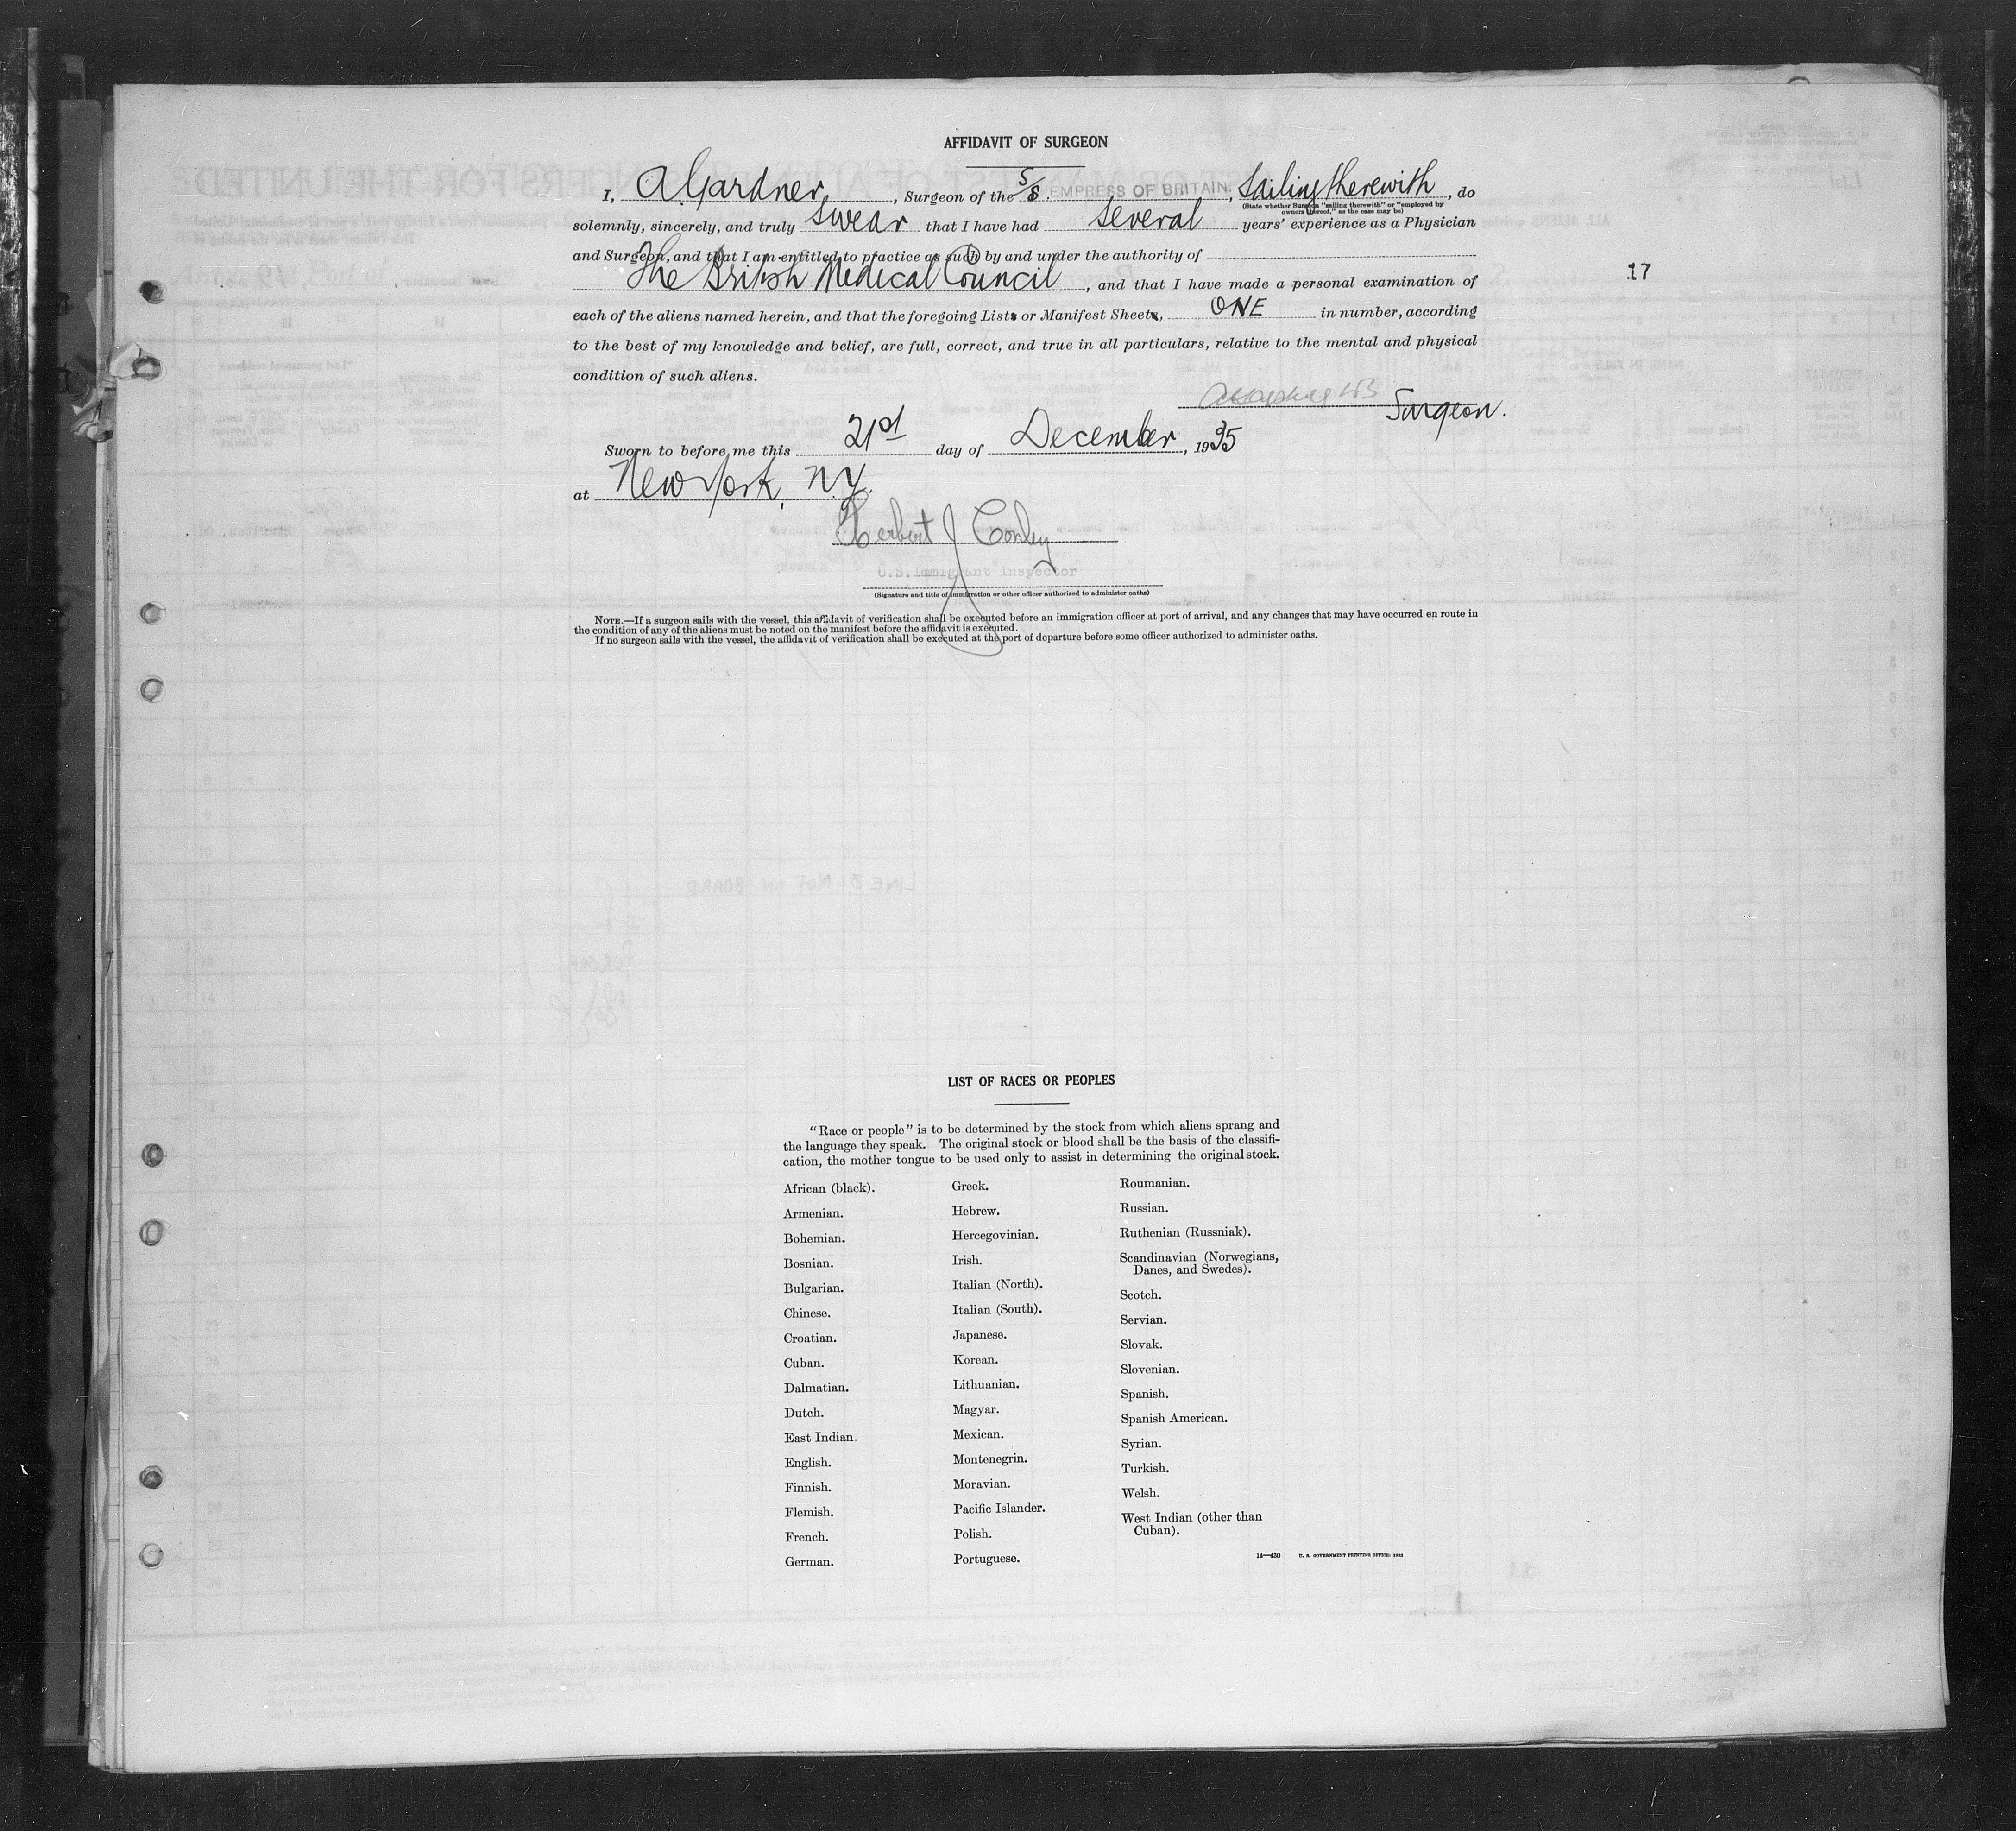 AFFIDAVIT OF SURGEON
I, A Gardner, Surgeon of the S/S. EMPRESS OF BRITAIN, Sailing therewith, do
(State whether Surgeon "sailing therewith" or "employed by
owners thereof," as the case may be)
solemnly, sincerely, and truly swear that I have had several years' experience as a Physician
and Surgeon, and that I am entitled to practice as such by and under the authority of
The British Medical Council, and that I have made a personal examination of
17
each of the aliens named herein, and that the foregoing Lists or Manifest Sheets, ONE in number, according
to the best of my knowledge and belief, are full, correct, and true in all particulars, relative to the mental and physical
condition of such aliens.
Surgeon.
Sworn to before me this 21st day of December, 1935
at New York, N.Y.
Herbert J Conley
U.S. Immigrant Inspector
(Signature and title of immigration or other officer authorized to administer oaths)
NOTE.—If a surgeon sails with the vessel, this affidavit of verification shall be executed before an immigration officer at port of arrival, and any changes that may have occurred en route in
the condition of any of the aliens must be noted on the manifest before the affidavit is executed.
If no surgeon sails with the vessel, the affidavit of verification shall be executed at the port of departure before some officer authorized to administer oaths.
LIST OF RACES OR PEOPLES
"Race or people" is to be determined by the stock from which aliens sprang and
the language they speak. The original stock or blood shall be the basis of the classifi-
cation, the mother tongue to be used only to assist in determining the original stock.
African (black).
Armenian.
Bohemian.
Bosnian.
Bulgarian.
Chinese.
Croatian.
Cuban.
Dalmatian.
Dutch.
East Indian.
English.
Finnish.
Flemish.
French.
German.
Greek.
Hebrew.
Hercegovinian.
Irish.
Italian (North).
Italian (South).
Japanese.
Korean.
Lithuanian.
Magyar.
Mexican.
Montenegrin.
Moravian.
Pacific Islander.
Polish.
Portuguese.
Roumanian.
Russian.
Ruthenian (Russniak).
Scandinavian (Norwegians,
Danes, and Swedes).
Scotch.
Servian.
Slovak.
Slovenian.
Spanish.
Spanish American.
Syrian.
Turkish.
Welsh.
West Indian (other than
Cuban).
14—430 U. S. GOVERNMENT PRINTING OFFICE: 1932